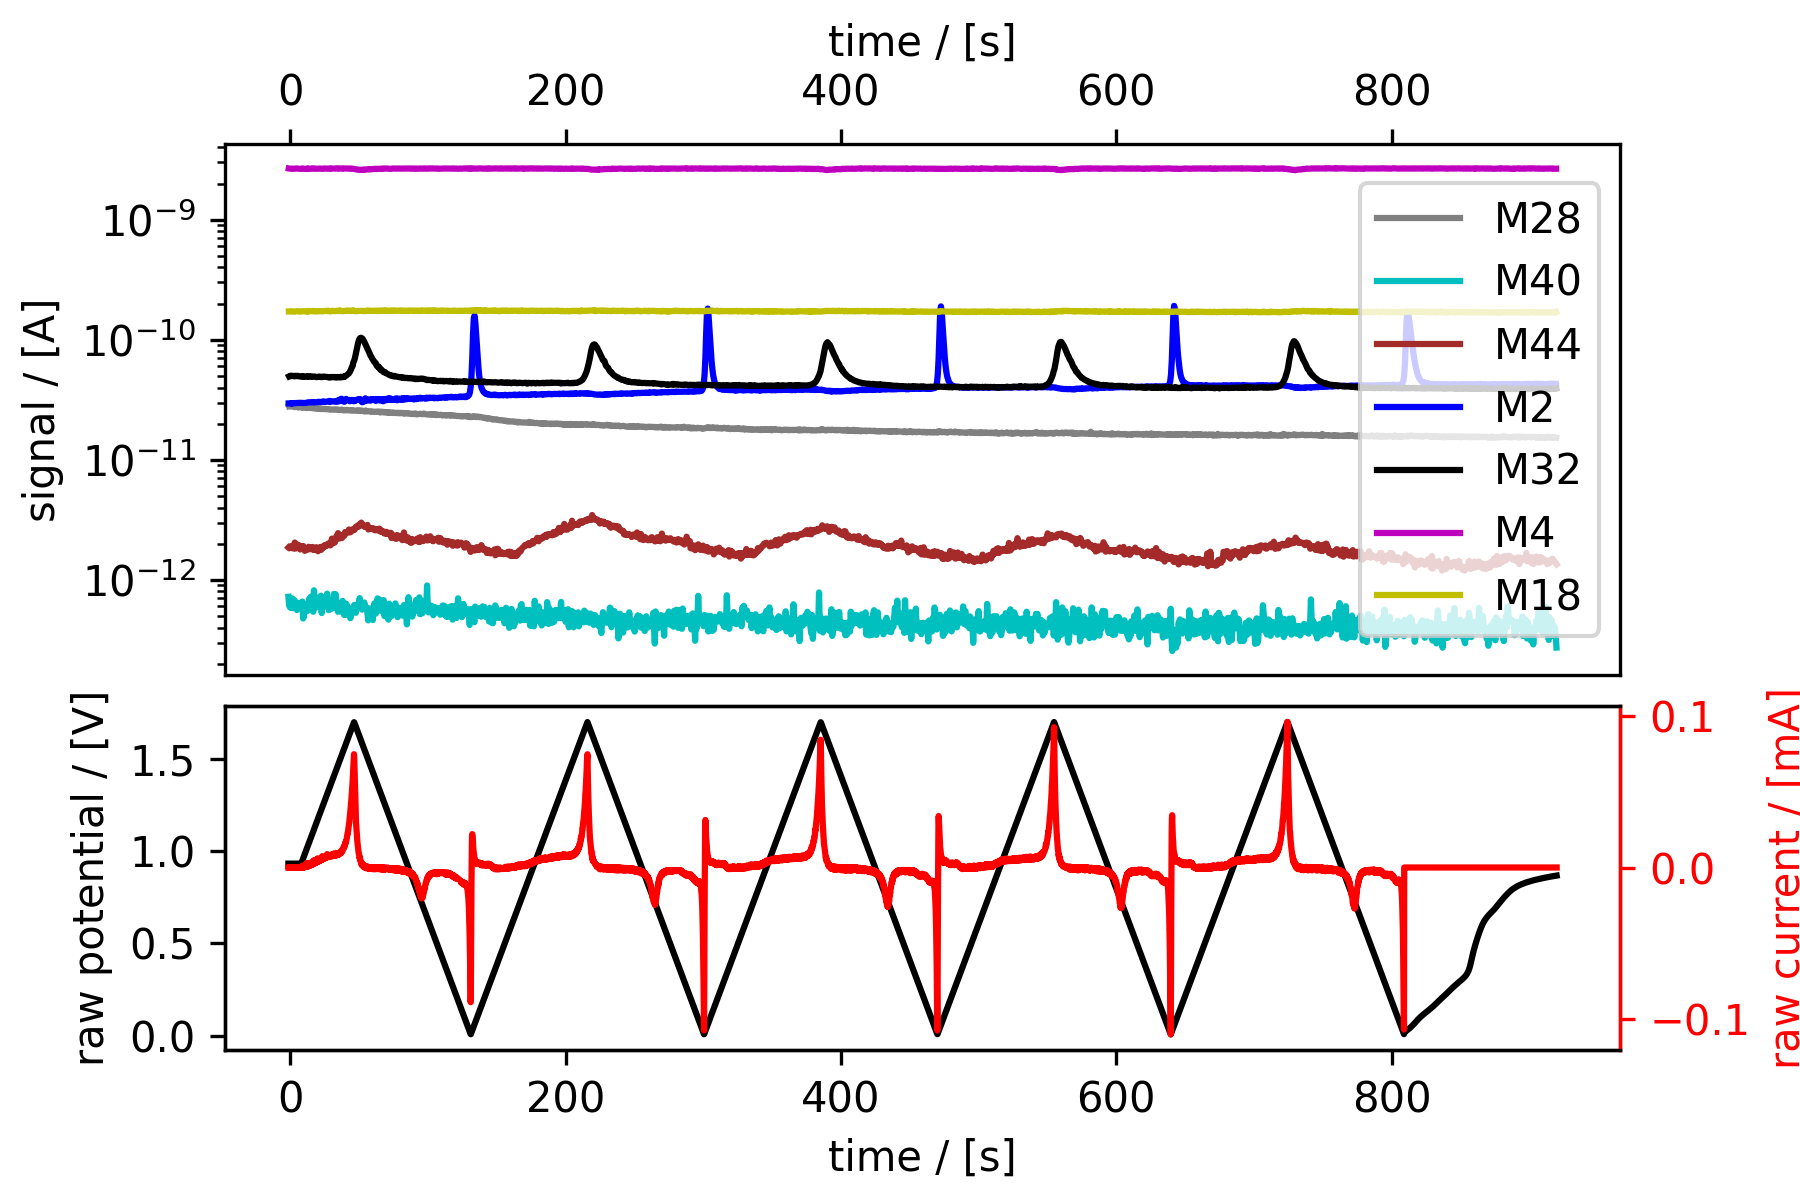 time / [s]
0 200 400 600 800
10⁻⁹
10⁻¹⁰
10⁻¹¹
10⁻¹²
signal / [A]
M28
M40
M44
M2
M32
M4
M18
1.5
1.0
0.5
0.0
raw potential / [V]
0.1
0.0
−0.1
raw current / [mA]
0 200 400 600 800
time / [s]